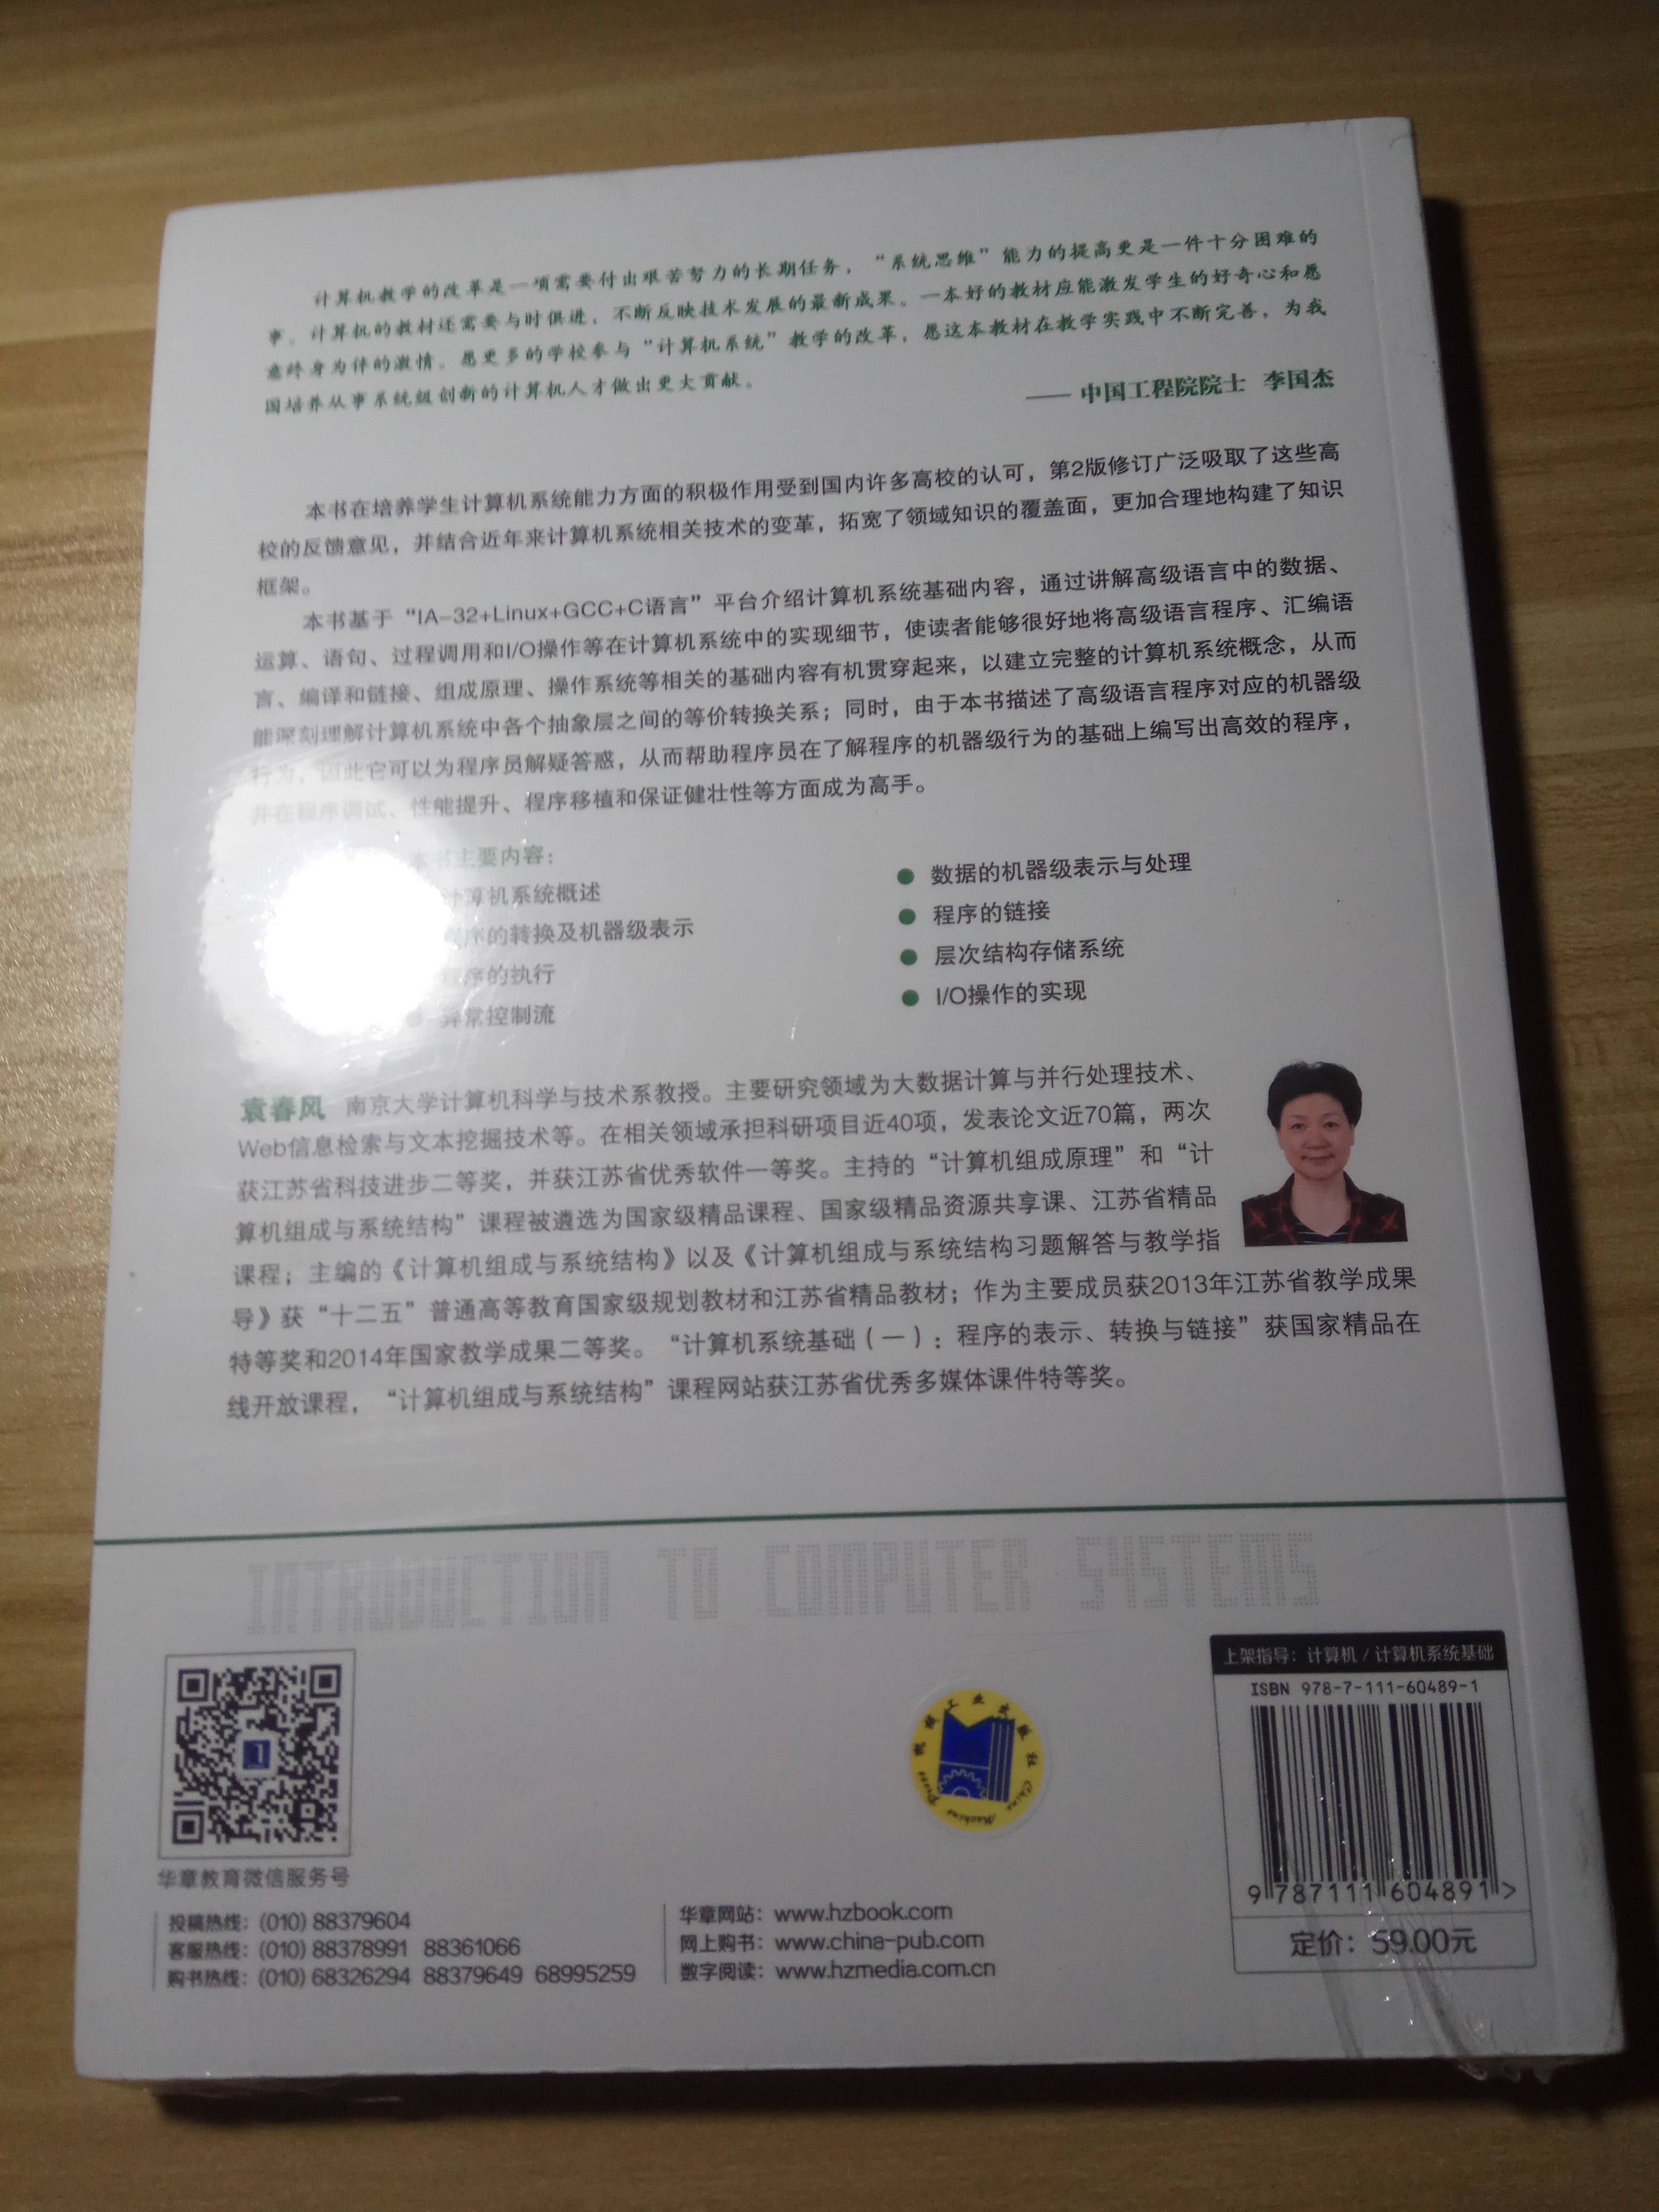 计算机教学的改革是一项需要付出艰苦努力的长期任务，“系统思维”能力的提高更是一件十分困难的
事。计算机的教材还需要与时俱进，不断反映技术发展的最新成果。一本好的教材应能激发学生的好奇心和愿
意终身为伴的激情。愿更多的学校参与“计算机系统”教学的改革，愿这本教材在教学实践中不断完善，为我
国培养从事系统级创新的计算机人才做出更大贡献。
—— 中国工程院院士 李国杰
本书在培养学生计算机系统能力方面的积极作用受到国内许多高校的认可，第2版修订广泛吸取了这些高
校的反馈意见，并结合近年来计算机系统相关技术的变革，拓宽了领域知识的覆盖面，更加合理地构建了知识
框架。
本书基于“IA-32+Linux+GCC+C语言”平台介绍计算机系统基础内容，通过讲解高级语言中的数据、
运算、语句、过程调用和I/O操作等在计算机系统中的实现细节，使读者能够很好地将高级语言程序、汇编语
言、编译和链接、组成原理、操作系统等相关的基础内容有机贯穿起来，以建立完整的计算机系统概念，从而
能深刻理解计算机系统中各个抽象层之间的等价转换关系；同时，由于本书描述了高级语言程序对应的机器级
行为，因此它可以为程序员解疑答惑，从而帮助程序员在了解程序的机器级行为的基础上编写出高效的程序，
并在程序调试、性能提升、程序移植和保证健壮性等方面成为高手。
本书主要内容：
计算机系统概述
● 数据的机器级表示与处理
程序的转换及机器级表示
● 程序的链接
程序的执行
● 层次结构存储系统
● 异常控制流
● I/O操作的实现
袁春风 南京大学计算机科学与技术系教授。主要研究领域为大数据计算与并行处理技术、
Web信息检索与文本挖掘技术等。在相关领域承担科研项目近40项，发表论文近70篇，两次
获江苏省科技进步二等奖，并获江苏省优秀软件一等奖。主持的“计算机组成原理”和“计
算机组成与系统结构”课程被遴选为国家级精品课程、国家级精品资源共享课、江苏省精品
课程；主编的《计算机组成与系统结构》以及《计算机组成与系统结构习题解答与教学指
导》获“十二五”普通高等教育国家级规划教材和江苏省精品教材；作为主要成员获2013年江苏省教学成果
特等奖和2014年国家教学成果二等奖。“计算机系统基础（一）：程序的表示、转换与链接”获国家精品在
线开放课程，“计算机组成与系统结构”课程网站获江苏省优秀多媒体课件特等奖。
INTRODUCTION TO COMPUTER SYSTEMS
华章教育微信服务号
投稿热线：(010) 88379604
客服热线：(010) 88378991 88361066
购书热线：(010) 68326294 88379649 68995259
华章网站：www.hzbook.com
网上购书：www.china-pub.com
数字阅读：www.hzmedia.com.cn
机械工业出版社
China Machine Press
上架指导：计算机 / 计算机系统基础
ISBN 978-7-111-60489-1
9 787111 604891 >
定价：59.00元